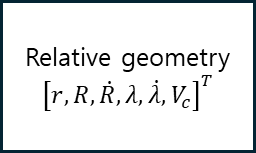 Relative geometry
[r, R, Ṙ, λ, λ̇, V_c]^T